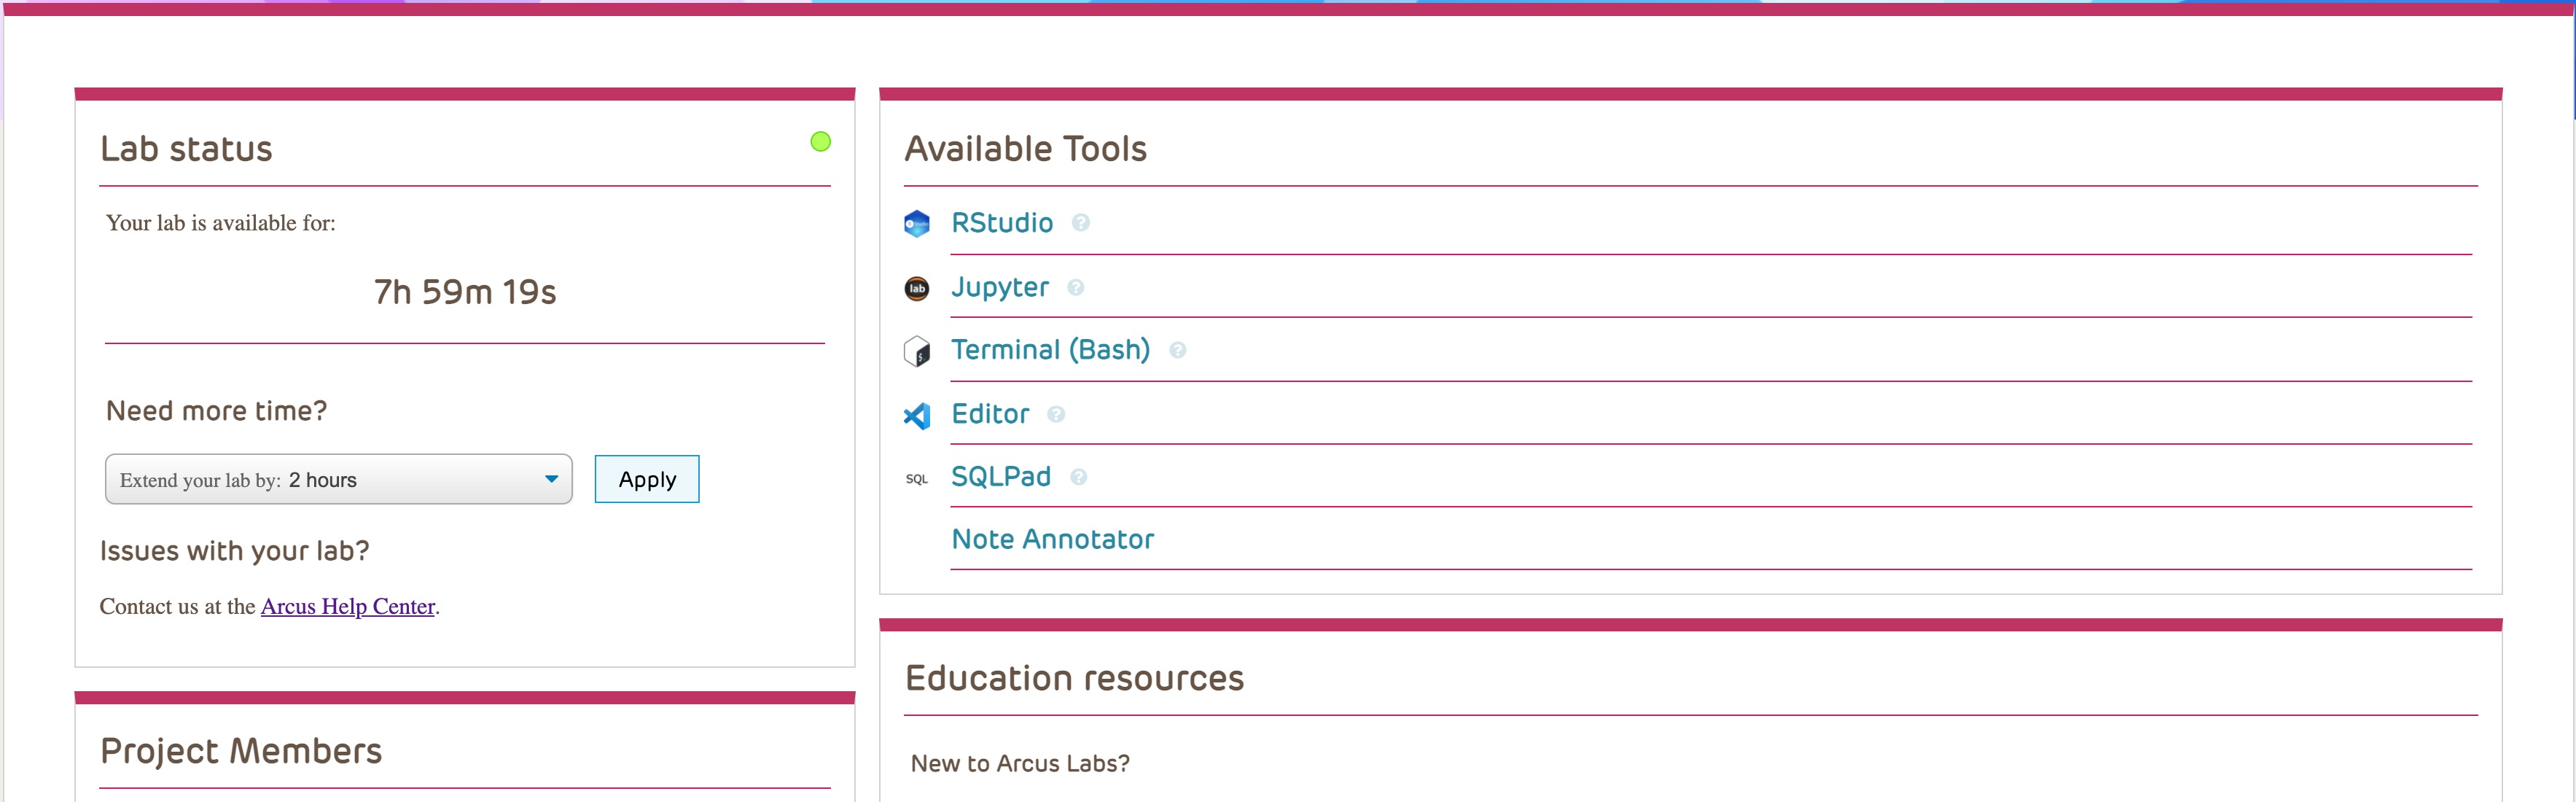 Lab status
Your lab is available for:
7h 59m 19s
Need more time?
Extend your lab by: 2 hours
Apply
Issues with your lab?
Contact us at the Arcus Help Center.
Project Members
Available Tools
RStudio ?
lab Jupyter ?
Terminal (Bash) ?
Editor ?
SQL SQLPad ?
Note Annotator
Education resources
New to Arcus Labs?